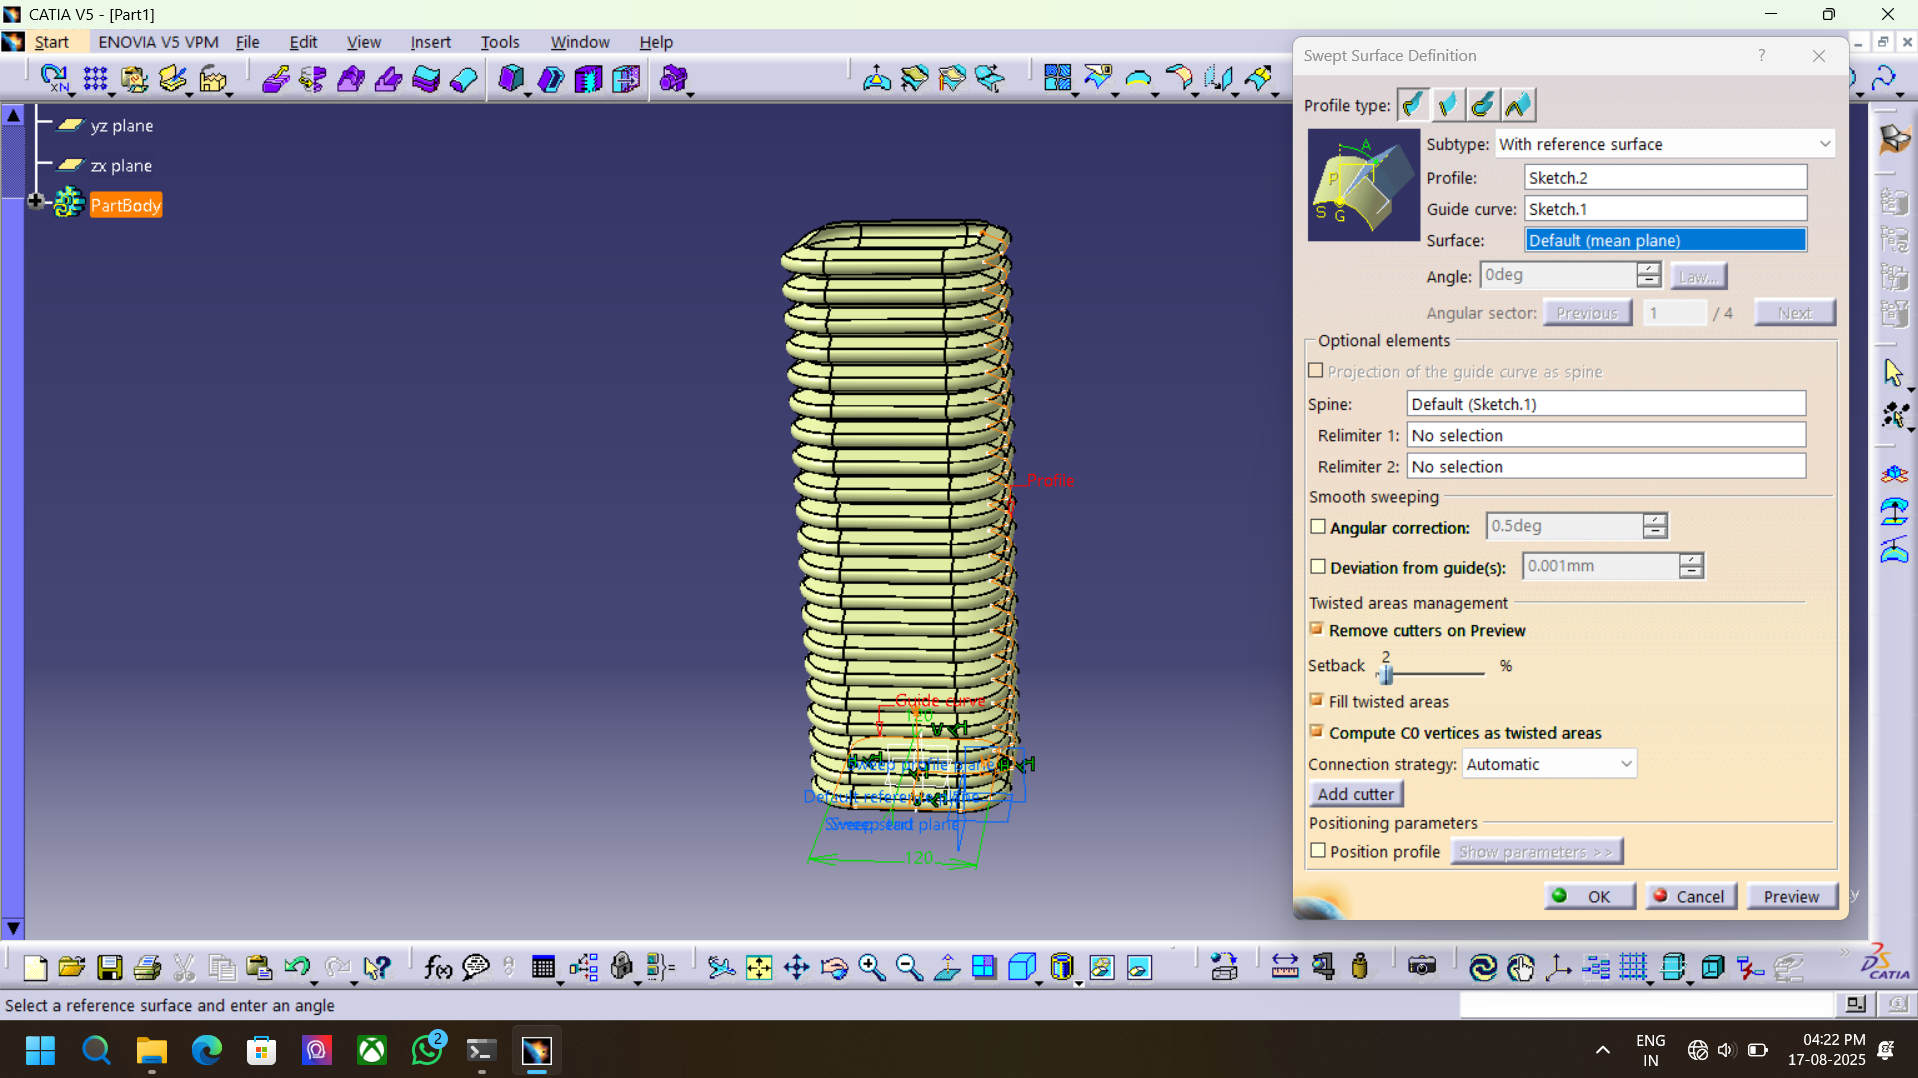 CATIA V5 - [Part1]
Start
ENOVIA V5 VPM
File
Edit
View
Insert
Tools
Window
Help
yz plane
zx plane
PartBody
Profile
Guide curve
120
Sweep profile plane
120
Swept Surface Definition
?
Profile type:
Subtype: With reference surface
Profile: Sketch.2
Guide curve: Sketch.1
Surface: Default (mean plane)
Angle: 0deg Law...
Angular sector: Previous 1 / 4 Next
Optional elements
Projection of the guide curve as spine
Spine: Default (Sketch.1)
Relimiter 1: No selection
Relimiter 2: No selection
Smooth sweeping
Angular correction: 0.5deg
Deviation from guide(s): 0.001mm
Twisted areas management
Remove cutters on Preview
2
Setback %
Fill twisted areas
Compute C0 vertices as twisted areas
Connection strategy: Automatic
Add cutter
Positioning parameters
Position profile Show parameters >>
OK Cancel Preview
A
P
S G
f(x)
CATIA
Select a reference surface and enter an angle
2
ENG
IN
04:22 PM
17-08-2025